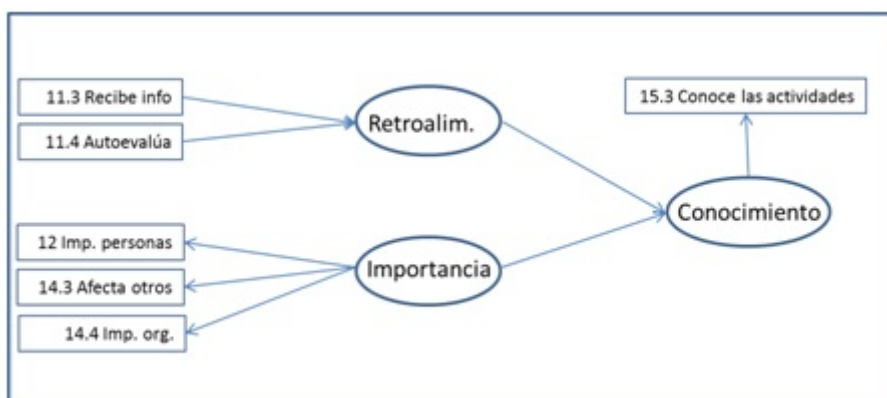 11.3 Recibe info
11.4 Autoevalúa
Retroalim.
15.3 Conoce las actividades
Conocimiento
12 Imp. personas
14.3 Afecta otros
14.4 Imp. org.
Importancia